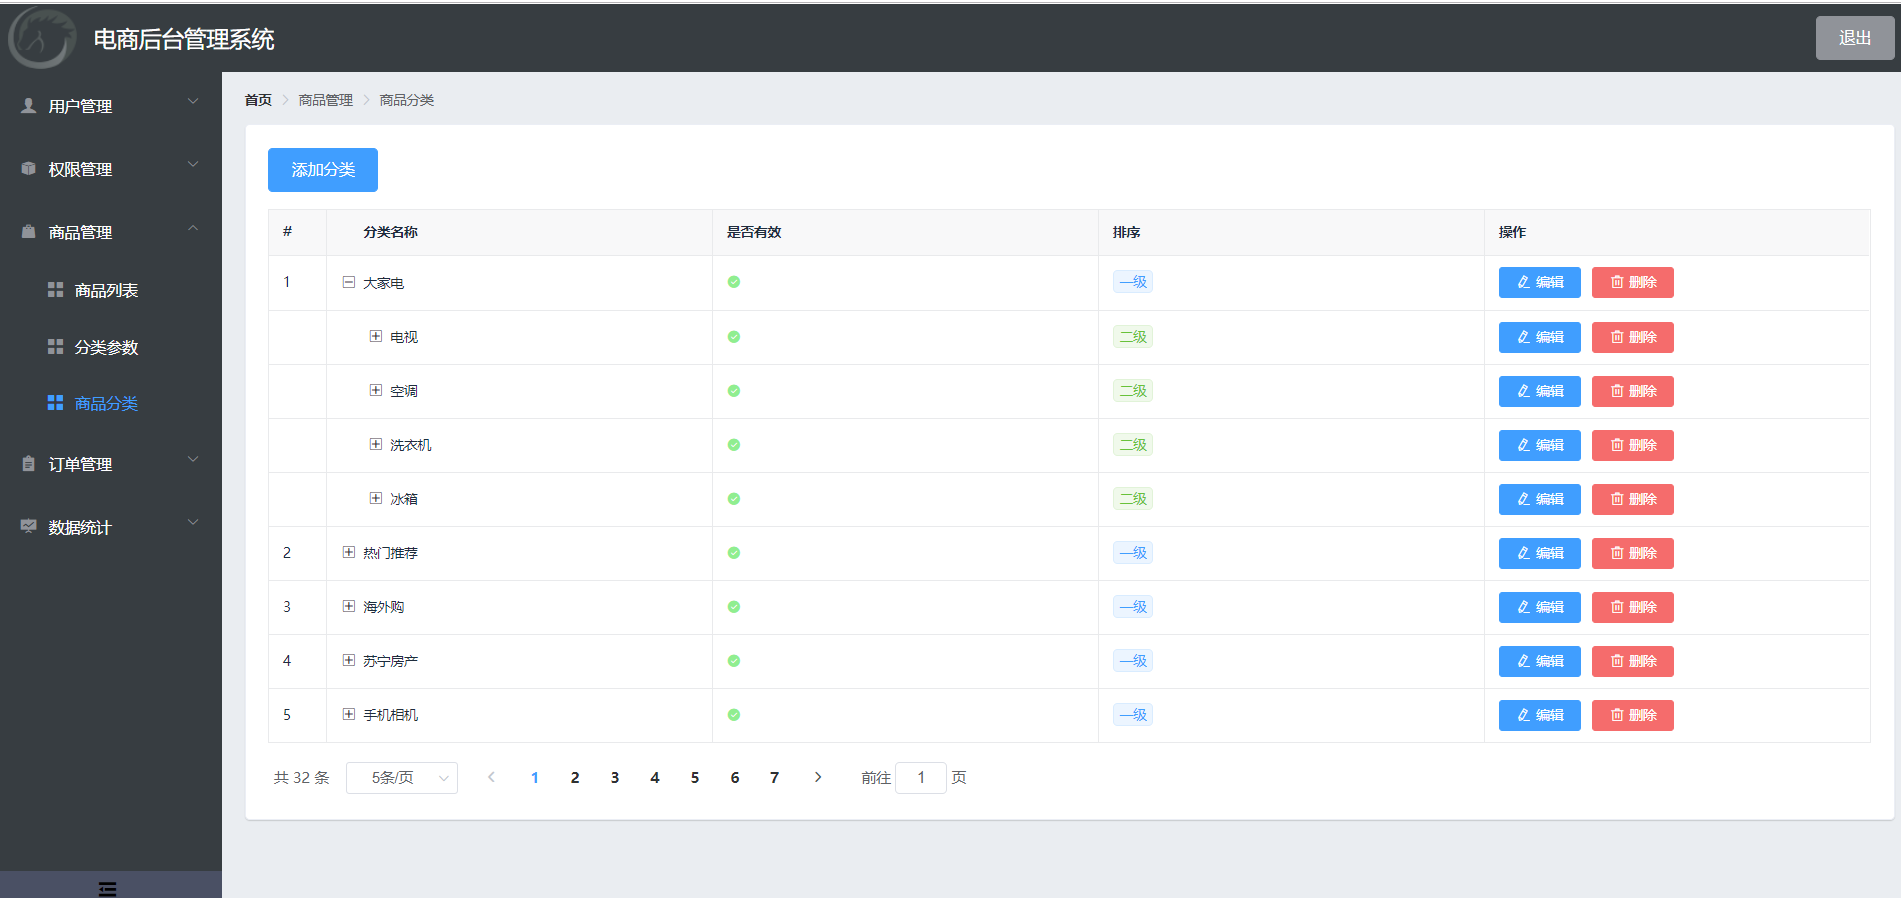 电商后台管理系统
退出
用户管理
权限管理
商品管理
商品列表
分类参数
商品分类
订单管理
数据统计
首页 > 商品管理 > 商品分类
添加分类
# 分类名称 是否有效 排序 操作
1 大家电 一级 编辑 删除
电视 二级 编辑 删除
空调 二级 编辑 删除
洗衣机 二级 编辑 删除
冰箱 二级 编辑 删除
2 热门推荐 一级 编辑 删除
3 海外购 一级 编辑 删除
4 苏宁房产 一级 编辑 删除
5 手机相机 一级 编辑 删除
共 32 条 5条/页 < 1 2 3 4 5 6 7 > 前往 1 页